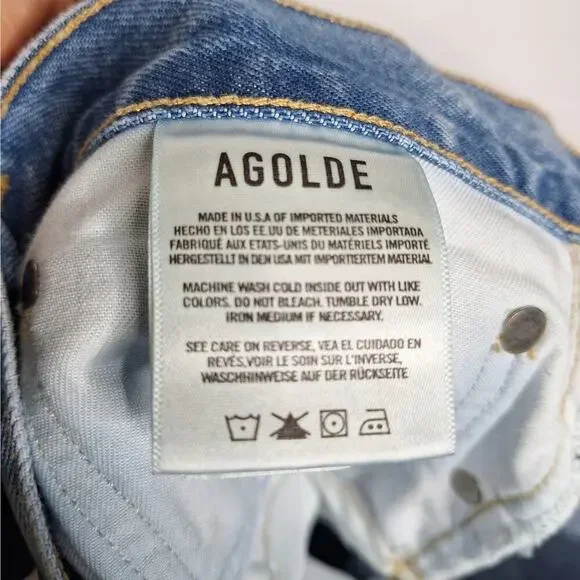 AGOLDE
MADE IN U.S.A OF IMPORTED MATERIALS
HECHO EN LOS EE.UU DE METERIALES IMPORTADA
FABRIQUÉ AUX ETATS-UNIS DU MATÉRIELS IMPORTÉ
HERGESTELLT IN DEN USA MIT IMPORTIERTEM MATERIAL
MACHINE WASH COLD INSIDE OUT WITH LIKE
COLORS. DO NOT BLEACH. TUMBLE DRY LOW.
IRON MEDIUM IF NECESSARY.
SEE CARE ON REVERSE, VEA EL CUIDADO EN
REVÉS,VOIR LE SOIN SUR L'INVERSE,
WASCHHINWEISE AUF DER RÜCKSEITE